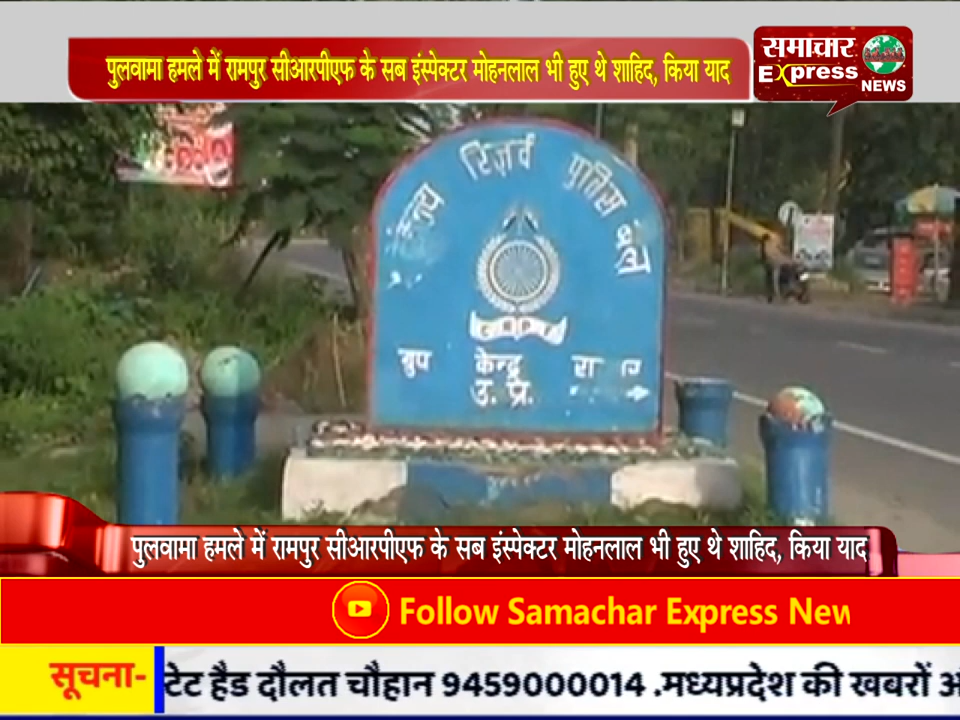 पुलवामा हमले में रामपुर सीआरपीएफ के सब इंस्पेक्टर मोहनलाल भी हुए थे शाहिद, किया याद
समाचार
Express
NEWS
रिज़र्व पुलिस बल
ग्रुप केन्द्र
उ. प्र.
पुलवामा हमले में रामपुर सीआरपीएफ के सब इंस्पेक्टर मोहनलाल भी हुए थे शाहिद, किया याद
Follow Samachar Express New
सूचना- टेट हैड दौलत चौहान 9459000014 .मध्यप्रदेश की खबरों